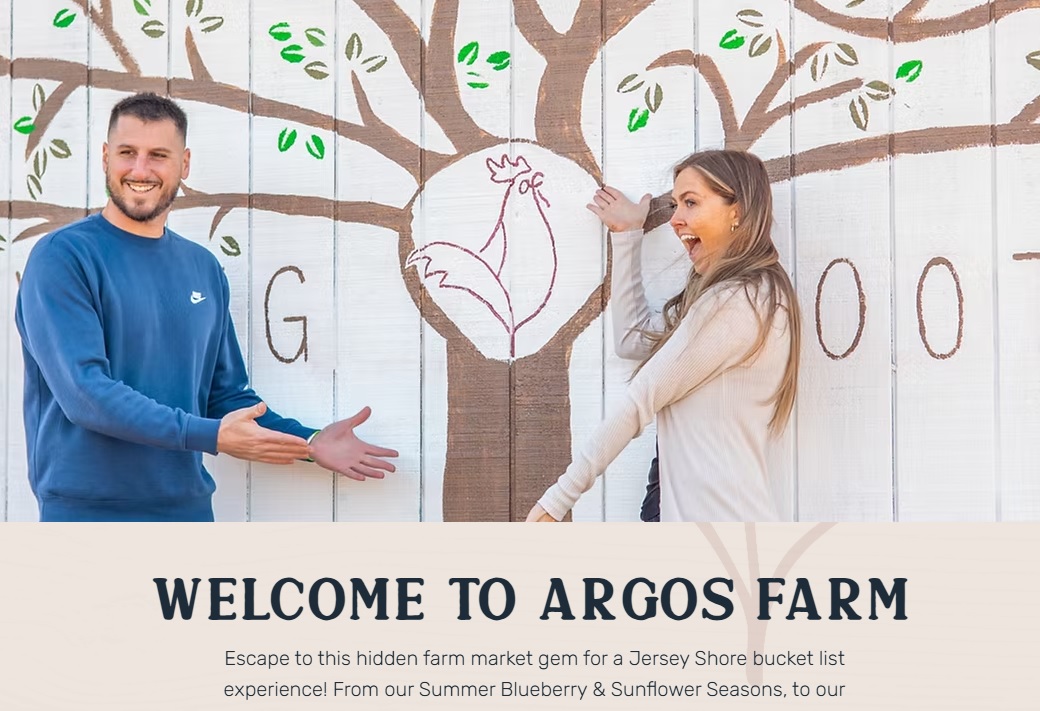 G OOT
WELCOME TO ARGOS FARM
Escape to this hidden farm market gem for a Jersey Shore bucket list
experience! From our Summer Blueberry & Sunflower Seasons, to our